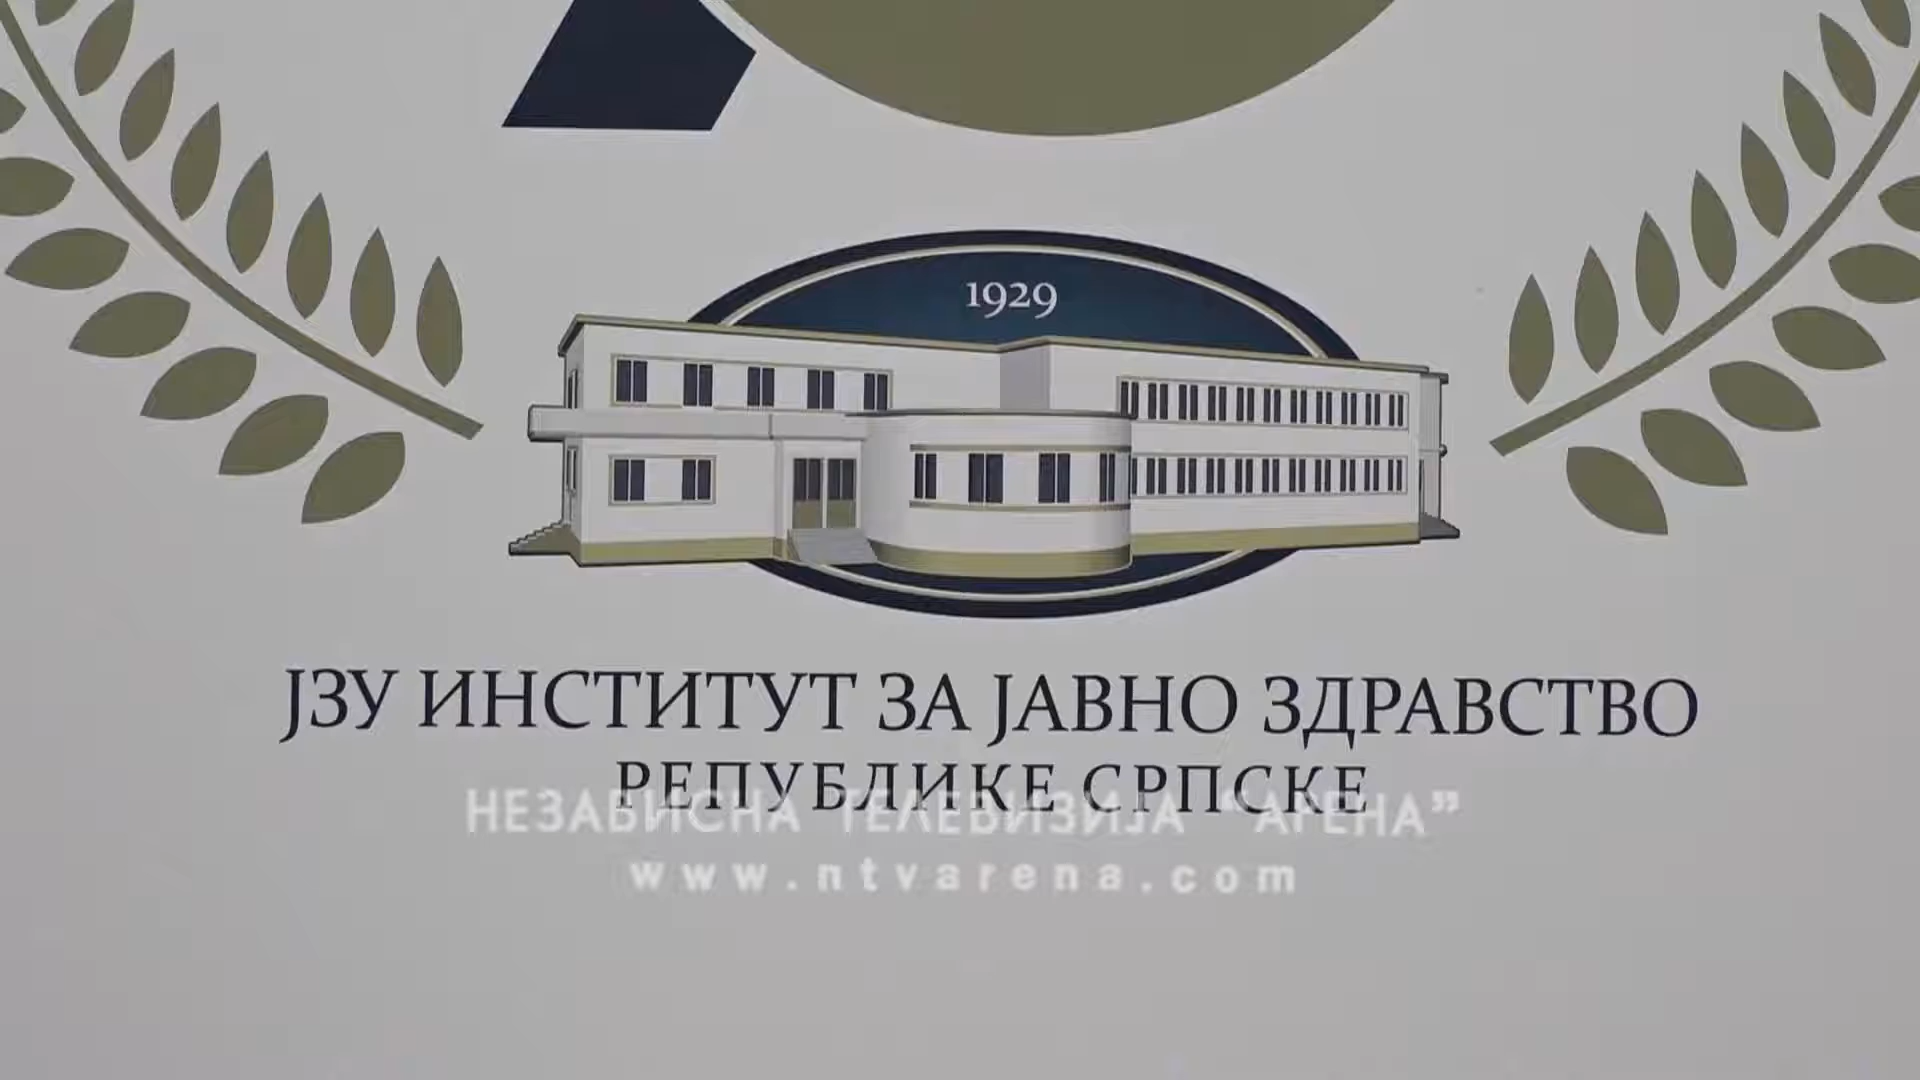 1929
ЈЗУ ИНСТИТУТ ЗА ЈАВНО ЗДРАВСТВО
РЕПУБЛИКЕ СРПСКЕ
НЕЗАВИСНА ТЕЛЕВИЗИЈА “АРЕНА”
www.ntvarena.com